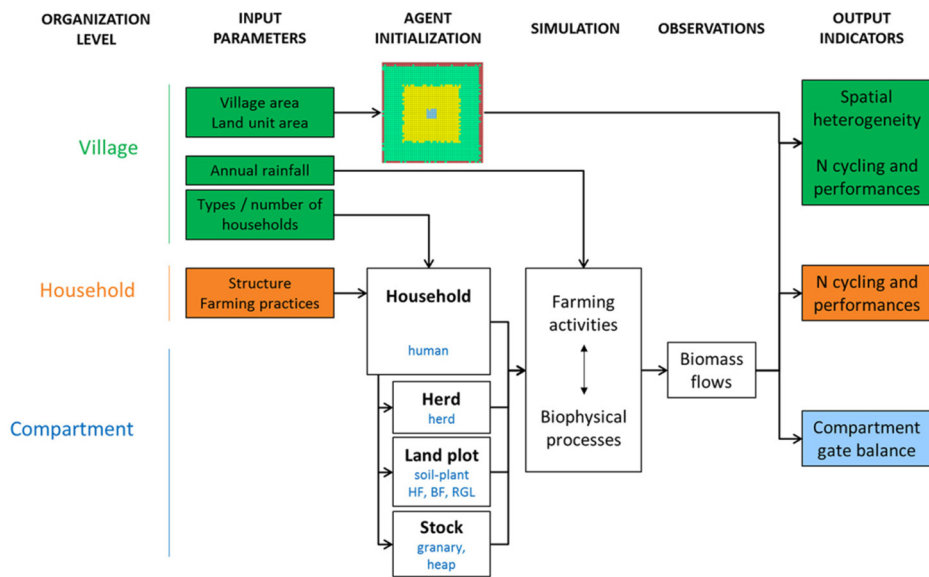 ORGANIZATION
LEVEL
INPUT
PARAMETERS
AGENT
INITIALIZATION
SIMULATION
OBSERVATIONS
OUTPUT
INDICATORS
Village
Village area
Land unit area
Annual rainfall
Types / number of
households
Spatial
heterogeneity
N cycling and
performances
Household
Structure
Farming practices
Household
human
Farming
activities
Biophysical
processes
N cycling and
performances
Compartment
Herd
herd
Land plot
soil-plant
HF, BF, RGL
Stock
granary,
heap
Biomass
flows
Compartment
gate balance